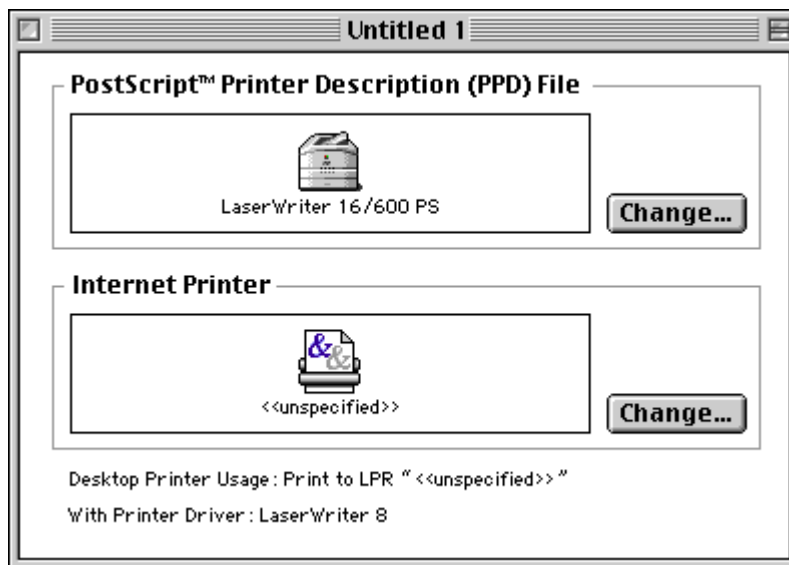 Untitled 1
PostScript™ Printer Description (PPD) File
LaserWriter 16/600 PS
Change...
Internet Printer
&&
<<unspecified>>
Change...
Desktop Printer Usage : Print to LPR "<<unspecified>>"
With Printer Driver : LaserWriter 8